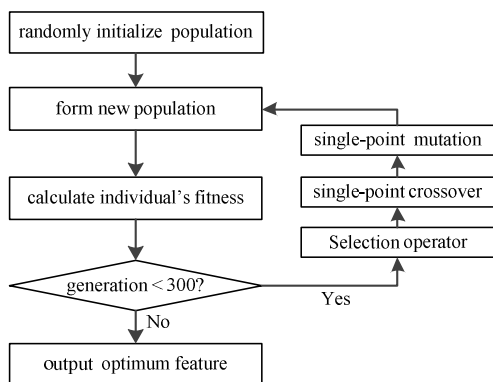 randomly initialize population
form new population
calculate individual's fitness
generation < 300?
Yes
Selection operator
single-point crossover
single-point mutation
No
output optimum feature